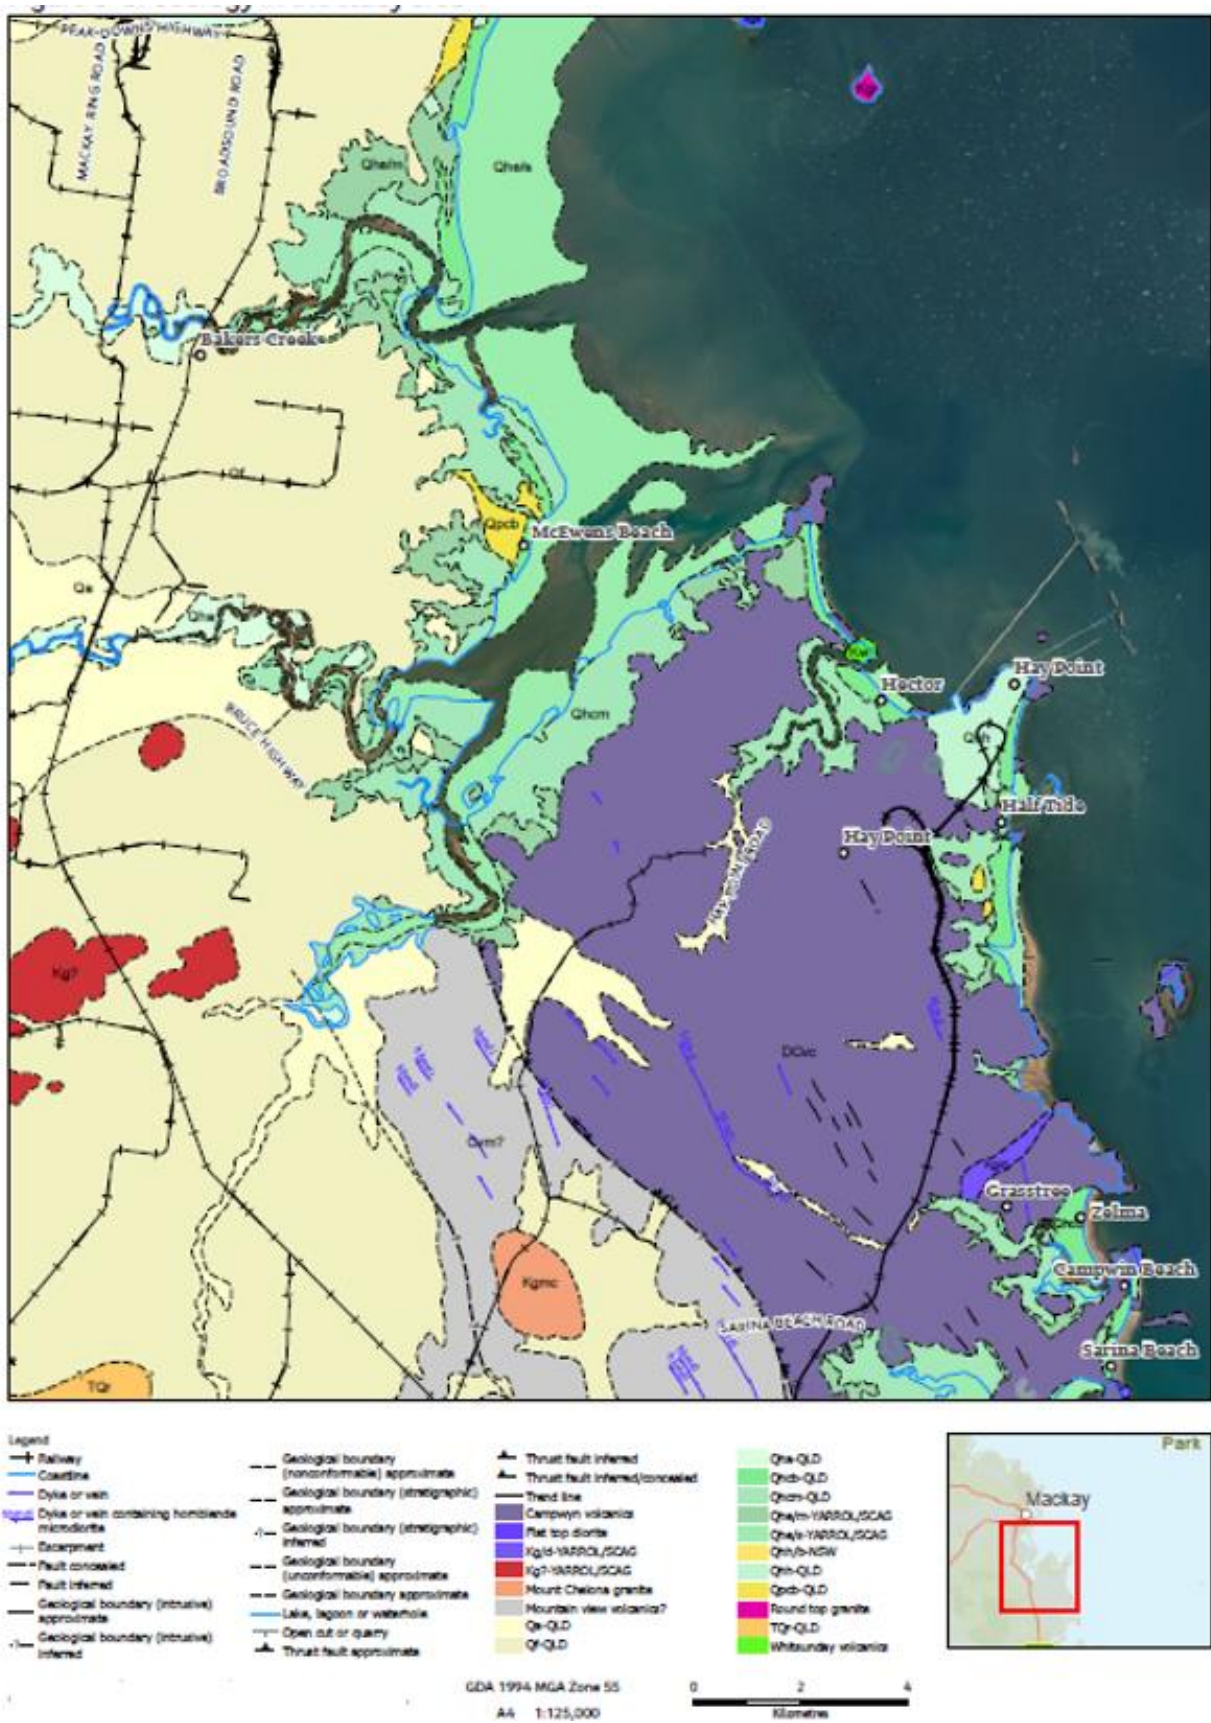 PEAK-DOWNS HIGHWAY
MACKAY RING ROAD
BROADSOUND ROAD
Qhe/m
Qhe/s
Bakers Creek
Qf
Qpcb
McEwens Beach
Qa
Qha
Hay Point
Hector
Qhcm
Qhh
BRUCE HIGHWAY
Half Tide
Hay Point
HAY POINT ROAD
Kg?
DCvc
Cvm?
Grasstree
Zelma
Campwin Beach
Kgmc
SARINA BEACH ROAD
Sarina Beach
TQr
Legend
Railway
Coastline
Dyke or vein
Dyke or vein containing hornblende
microdiorite
Escarpment
Fault concealed
Fault inferred
Geological boundary (intrusive)
approximate
Geological boundary (intrusive)
inferred
Geological boundary
(nonconformable) approximate
Geological boundary (stratigraphic)
approximate
Geological boundary (stratigraphic)
inferred
Geological boundary
(unconformable) approximate
Geological boundary approximate
Lake, lagoon or waterhole
Open cut or quarry
Thrust fault approximate
Thrust fault inferred
Thrust fault inferred/concealed
Trend line
Campwyn volcanics
Flat top diorite
Kg/d-YARROL/SCAG
Kg?-YARROL/SCAG
Mount Chelona granite
Mountain view volcanics?
Qa-QLD
Qf-QLD
Qha-QLD
Qhcb-QLD
Qhcm-QLD
Qhe/m-YARROL/SCAG
Qhe/s-YARROL/SCAG
Qhh/b-NSW
Qhh-QLD
Qpcb-QLD
Round top granite
TQr-QLD
Whitsunday volcanics
Park
Mackay
GDA 1994 MGA Zone 55
A4 1:125,000
0 2 4
Kilometres